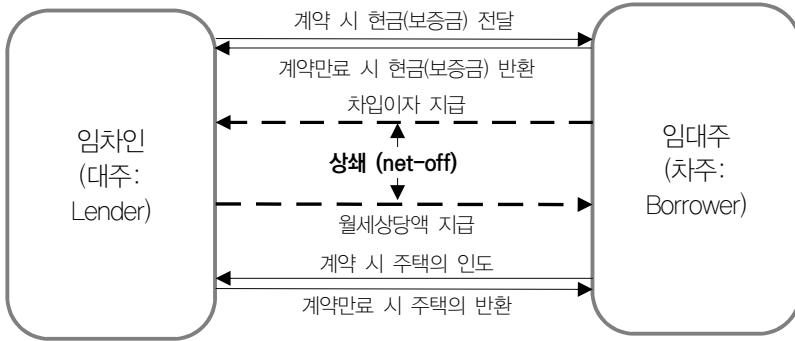 계약 시 현금(보증금) 전달
계약만료 시 현금(보증금) 반환
차입이자 지급
임차인
(대주:
Lender)
상쇄 (net-off)
임대주
(차주:
Borrower)
월세상당액 지급
계약 시 주택의 인도
계약만료 시 주택의 반환